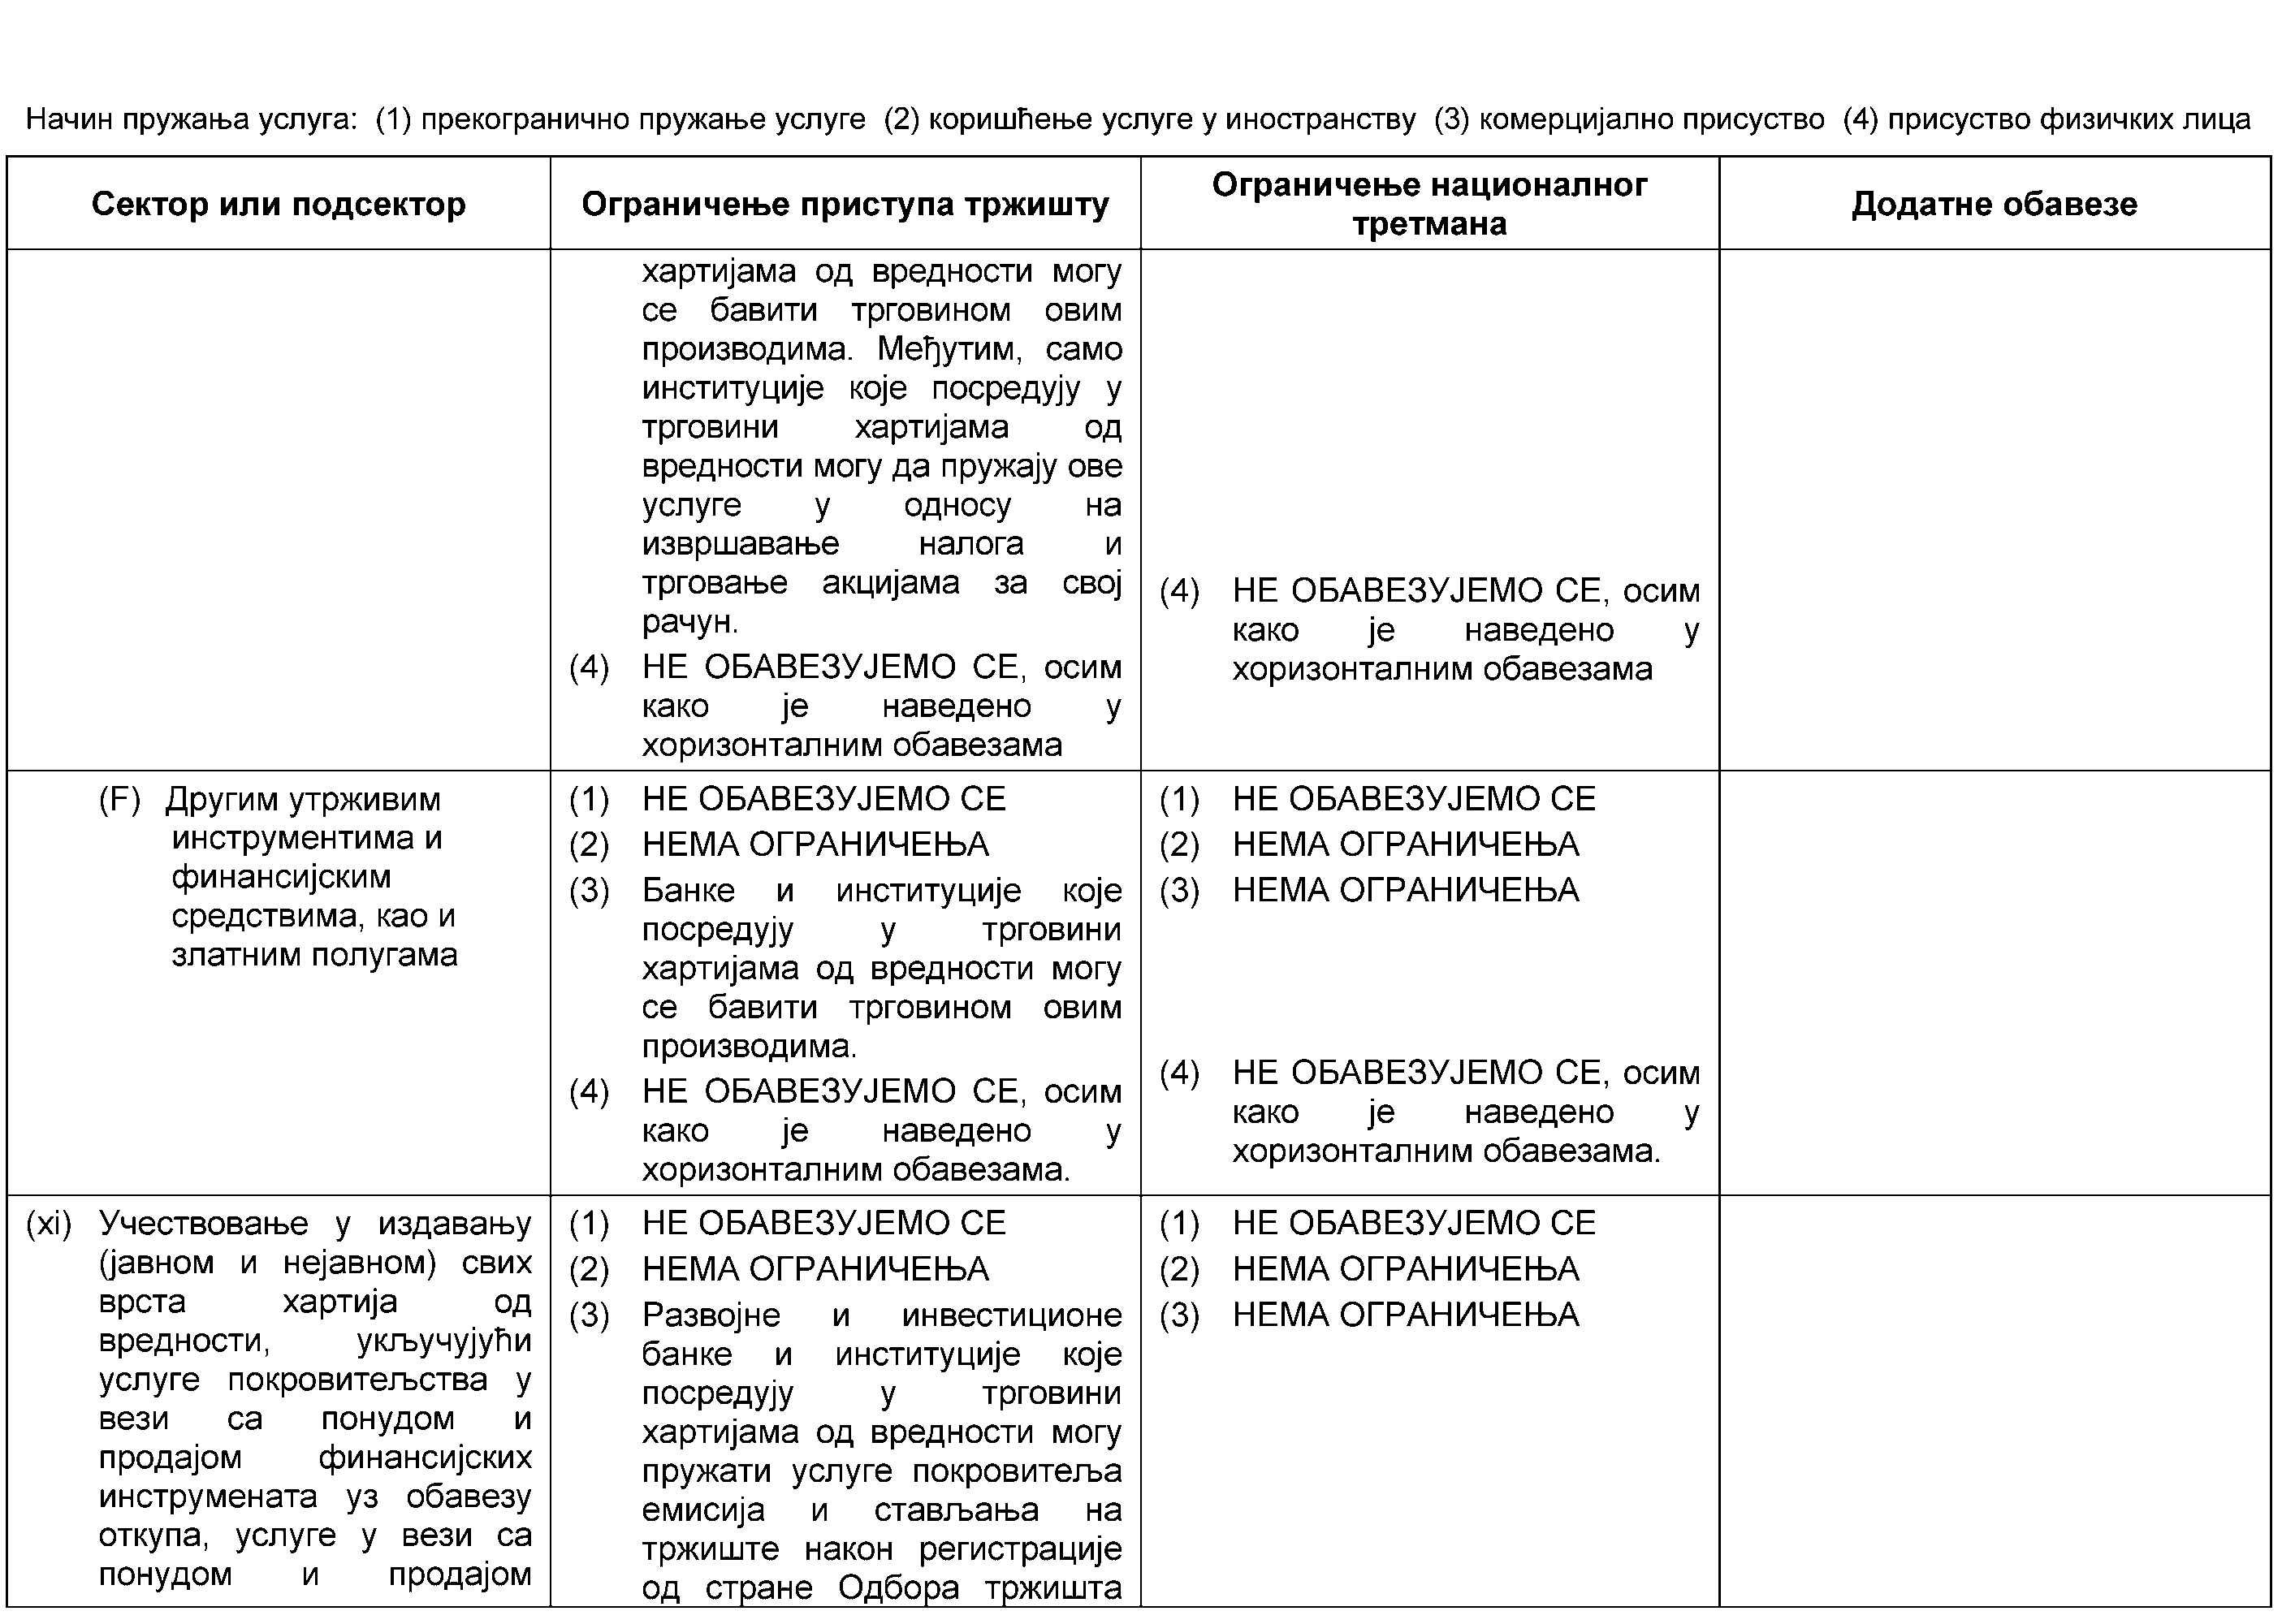 Начин пружања услуга: (1) прекогранично пружање услуге (2) коришћење услуге у иностранству (3) комерцијално присуство (4) присуство физичких лица
Сектор или подсектор
Ограничење приступа тржишту
Ограничење националног
третмана
Додатне обавезе
хартијама од вредности могу
се бавити трговином овим
производима. Међутим, само
институције које посредују у
трговини хартијама од
вредности могу да пружају ове
услуге у односу на
извршавање налога и
трговање акцијама за свој
рачун.
(4) НЕ ОБАВЕЗУЈЕМО СЕ, осим
како је наведено у
хоризонталним обавезама
(4) НЕ ОБАВЕЗУЈЕМО СЕ, осим
како је наведено у
хоризонталним обавезама
(F) Другим утрживим
инструментима и
финансијским
средствима, као и
златним полугама
(1) НЕ ОБАВЕЗУЈЕМО СЕ
(2) НЕМА ОГРАНИЧЕЊА
(3) Банке и институције које
посредују у трговини
хартијама од вредности могу
се бавити трговином овим
производима.
(4) НЕ ОБАВЕЗУЈЕМО СЕ, осим
како је наведено у
хоризонталним обавезама.
(1) НЕ ОБАВЕЗУЈЕМО СЕ
(2) НЕМА ОГРАНИЧЕЊА
(3) НЕМА ОГРАНИЧЕЊА
(4) НЕ ОБАВЕЗУЈЕМО СЕ, осим
како је наведено у
хоризонталним обавезама.
(xi) Учествовање у издавању
(јавном и нејавном) свих
врста хартија од
вредности, укључујући
услуге покровитељства у
вези са понудом и
продајом финансијских
инструмената уз обавезу
откупа, услуге у вези са
понудом и продајом
(1) НЕ ОБАВЕЗУЈЕМО СЕ
(2) НЕМА ОГРАНИЧЕЊА
(3) Развојне и инвестиционе
банке и институције које
посредују у трговини
хартијама од вредности могу
пружати услуге покровитеља
емисија и стављања на
тржиште након регистрације
од стране Одбора тржишта
(1) НЕ ОБАВЕЗУЈЕМО СЕ
(2) НЕМА ОГРАНИЧЕЊА
(3) НЕМА ОГРАНИЧЕЊА